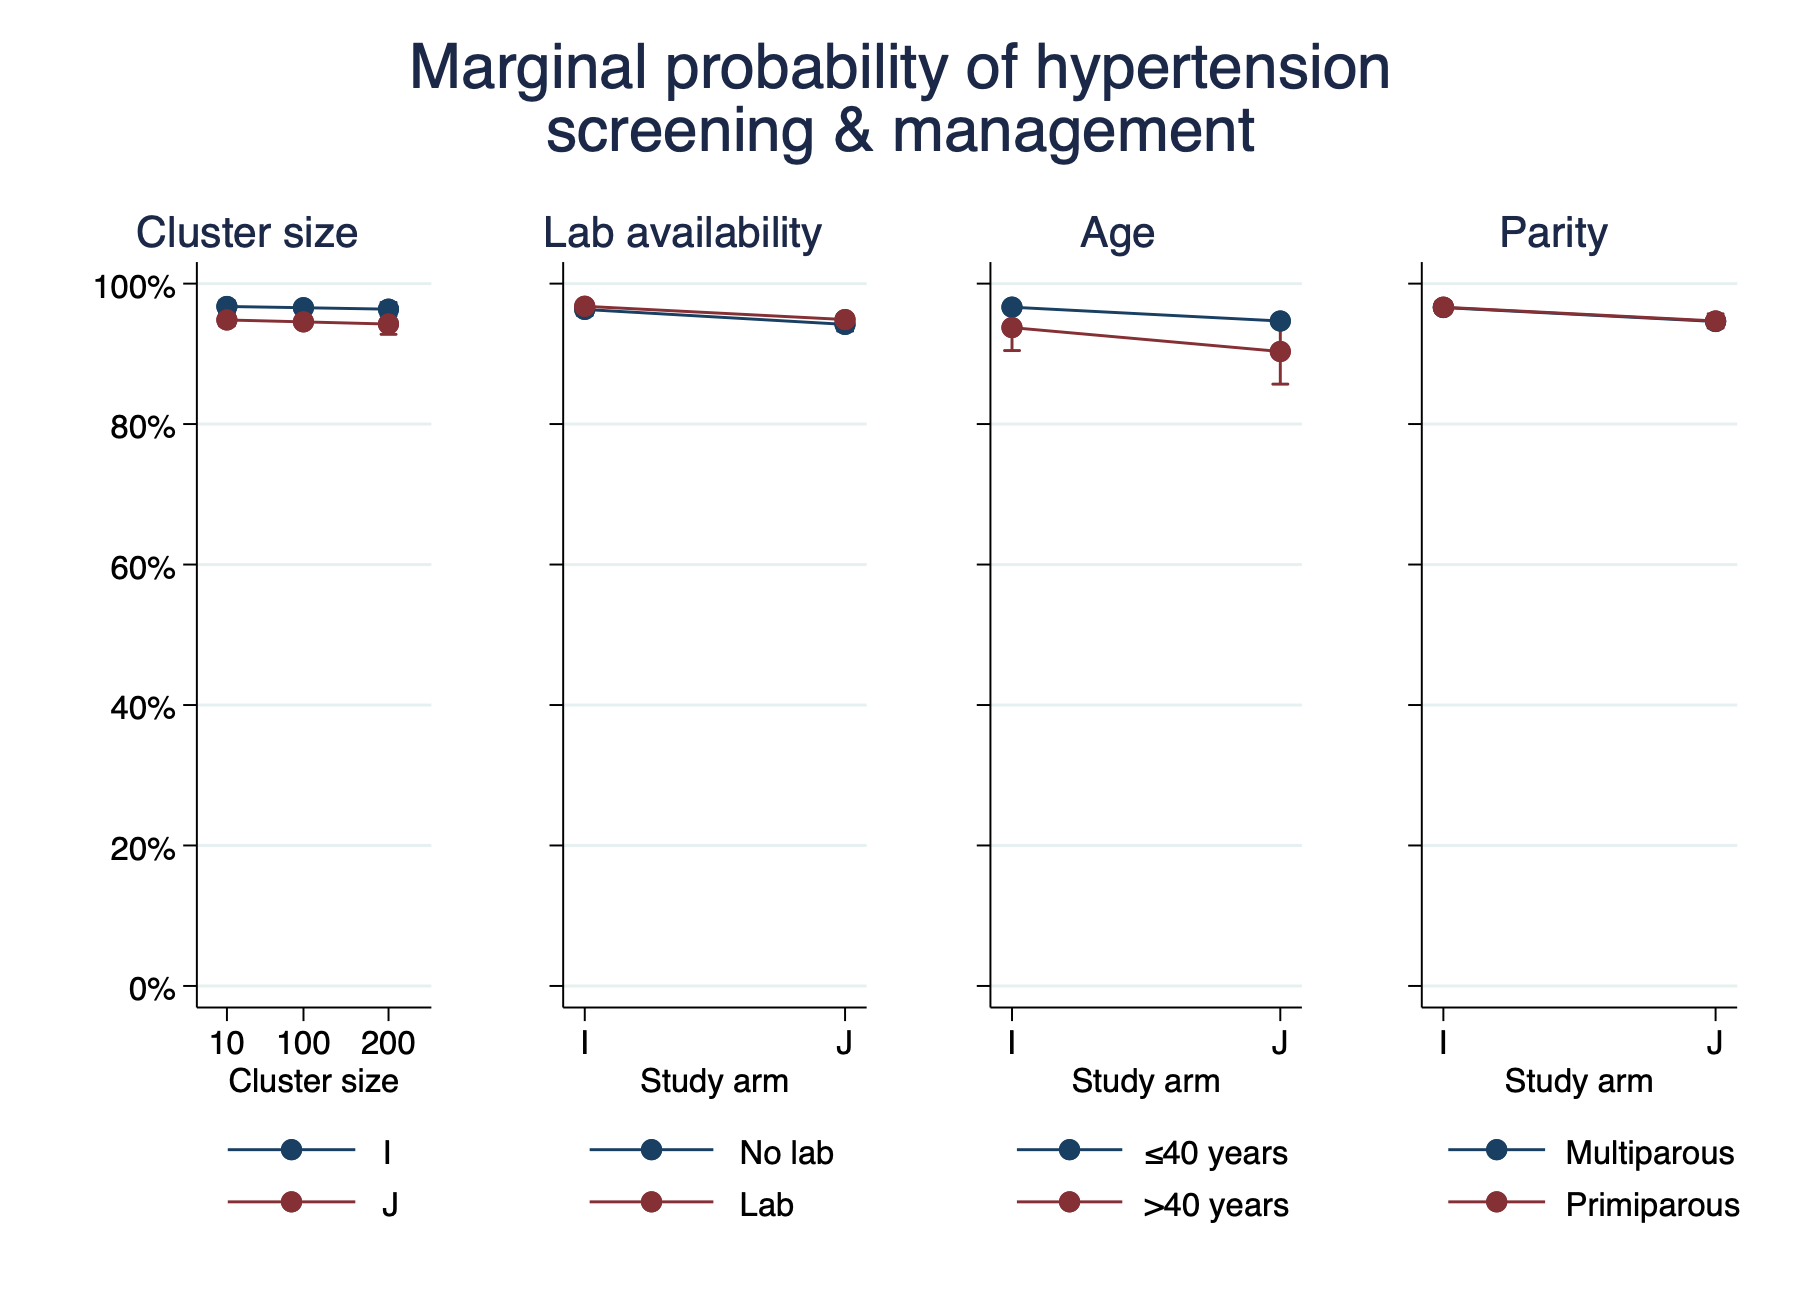 Marginal probability of hypertension
screening & management
Cluster size
Lab availability
Age
Parity
100%
80%
60%
40%
20%
0%
10 100 200
Cluster size
I J
Study arm
I J
Study arm
I J
Study arm
I
J
No lab
Lab
≤40 years
>40 years
Multiparous
Primiparous